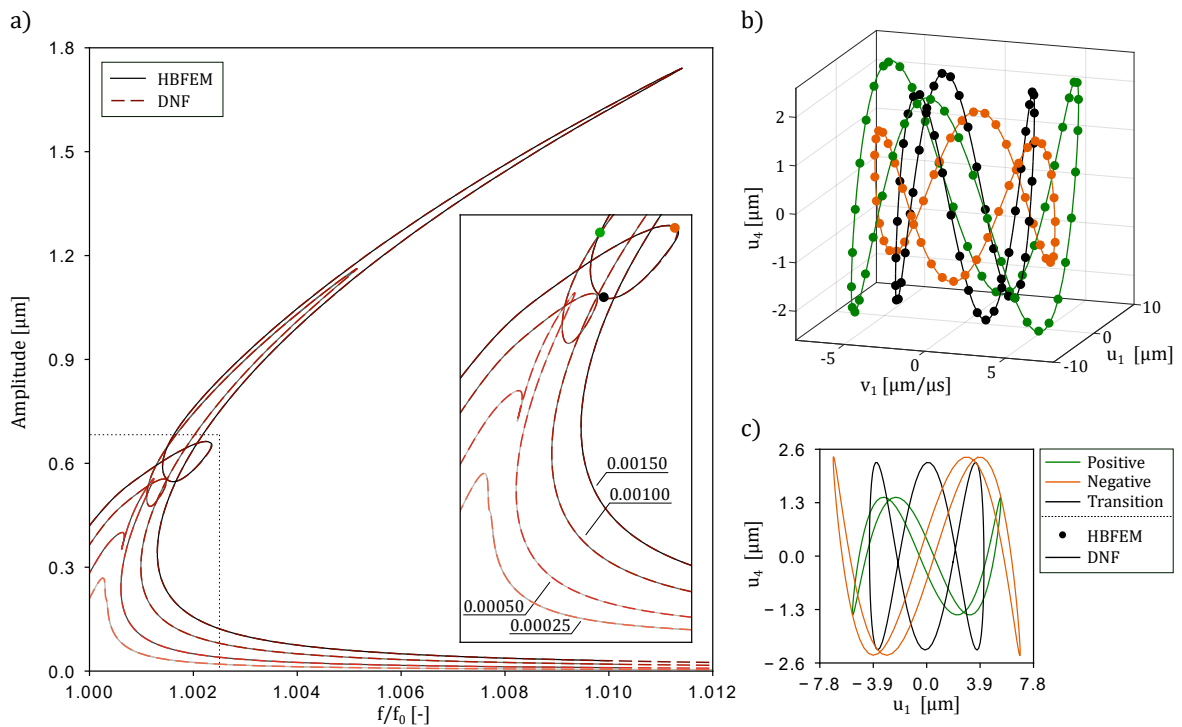 a)
1.8
1.5
1.2
0.9
0.6
0.3
0.0
Amplitude [μm]
HBFEM
DNF
0.00150
0.00100
0.00050
0.00025
1.000 1.002 1.004 1.006 1.008 1.010 1.012
f/f0 [-]
b)
2
1
0
-1
-2
u4 [μm]
-5 0 5
v1 [μm/μs]
10
0
-10
u1 [μm]
c)
2.6
1.3
0.0
−1.3
−2.6
u4 [μm]
−7.8 −3.9 0.0 3.9 7.8
u1 [μm]
Positive
Negative
Transition
HBFEM
DNF